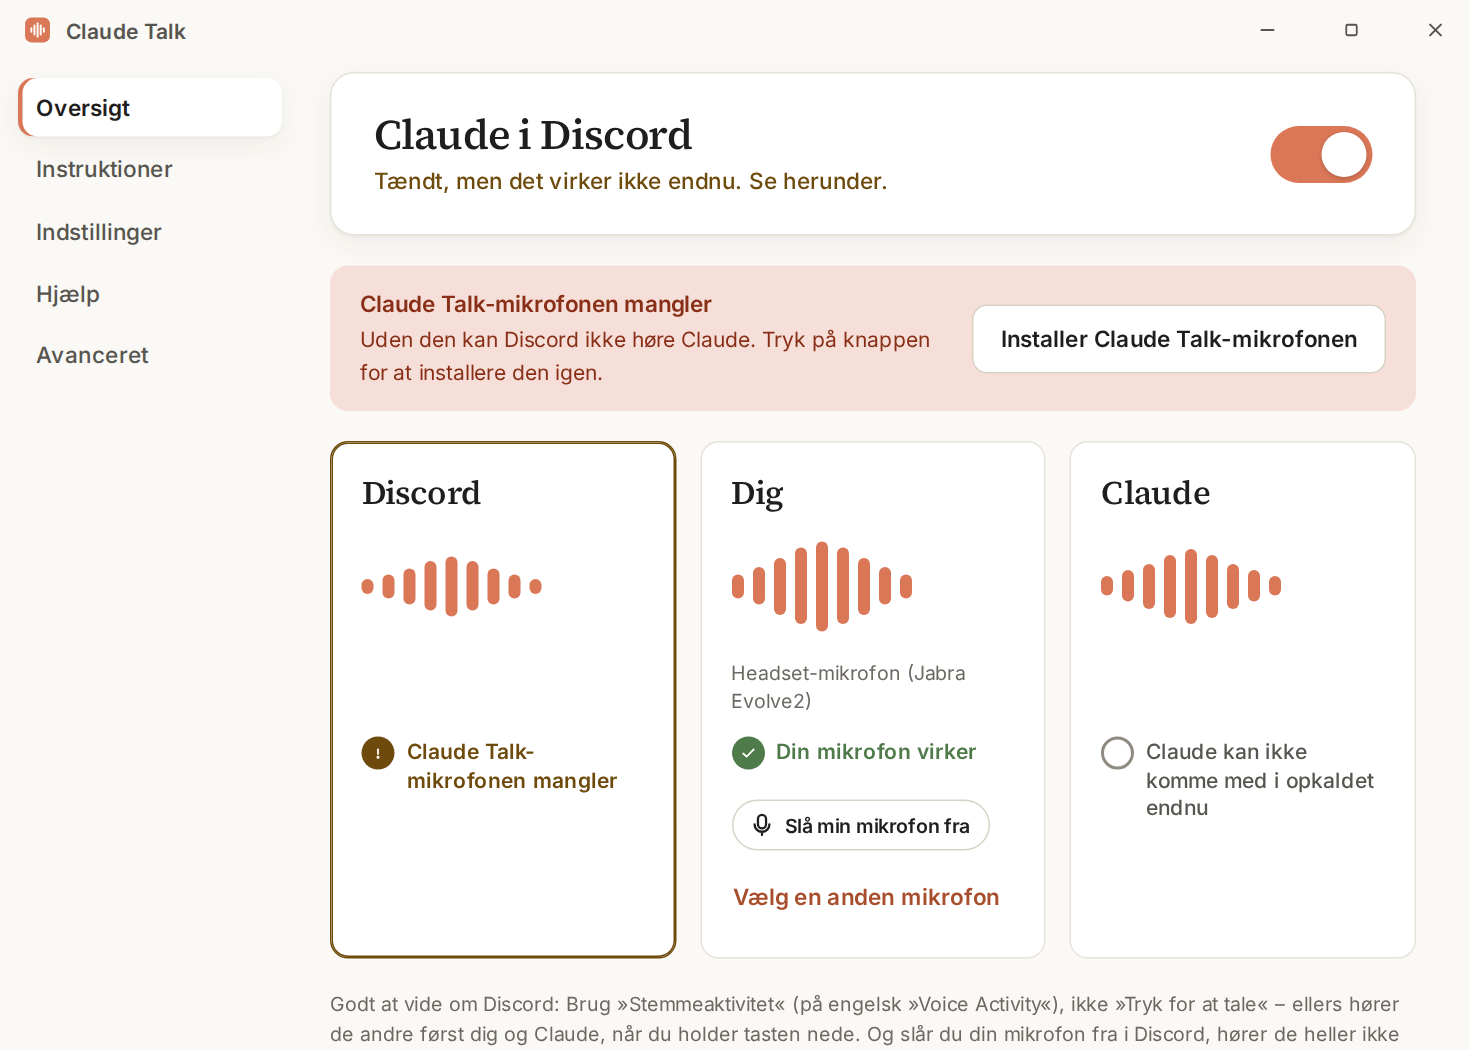 Claude Talk
Oversigt
Instruktioner
Indstillinger
Hjælp
Avanceret
Claude i Discord
Tændt, men det virker ikke endnu. Se herunder.
Claude Talk-mikrofonen mangler
Uden den kan Discord ikke høre Claude. Tryk på knappen
for at installere den igen.
Installer Claude Talk-mikrofonen
Discord
Claude Talk-
mikrofonen mangler
Dig
Headset-mikrofon (Jabra
Evolve2)
Din mikrofon virker
Slå min mikrofon fra
Vælg en anden mikrofon
Claude
Claude kan ikke
komme med i opkaldet
endnu
Godt at vide om Discord: Brug »Stemmeaktivitet« (på engelsk »Voice Activity«), ikke »Tryk for at tale« – ellers hører
de andre først dig og Claude, når du holder tasten nede. Og slår du din mikrofon fra i Discord, hører de heller ikke